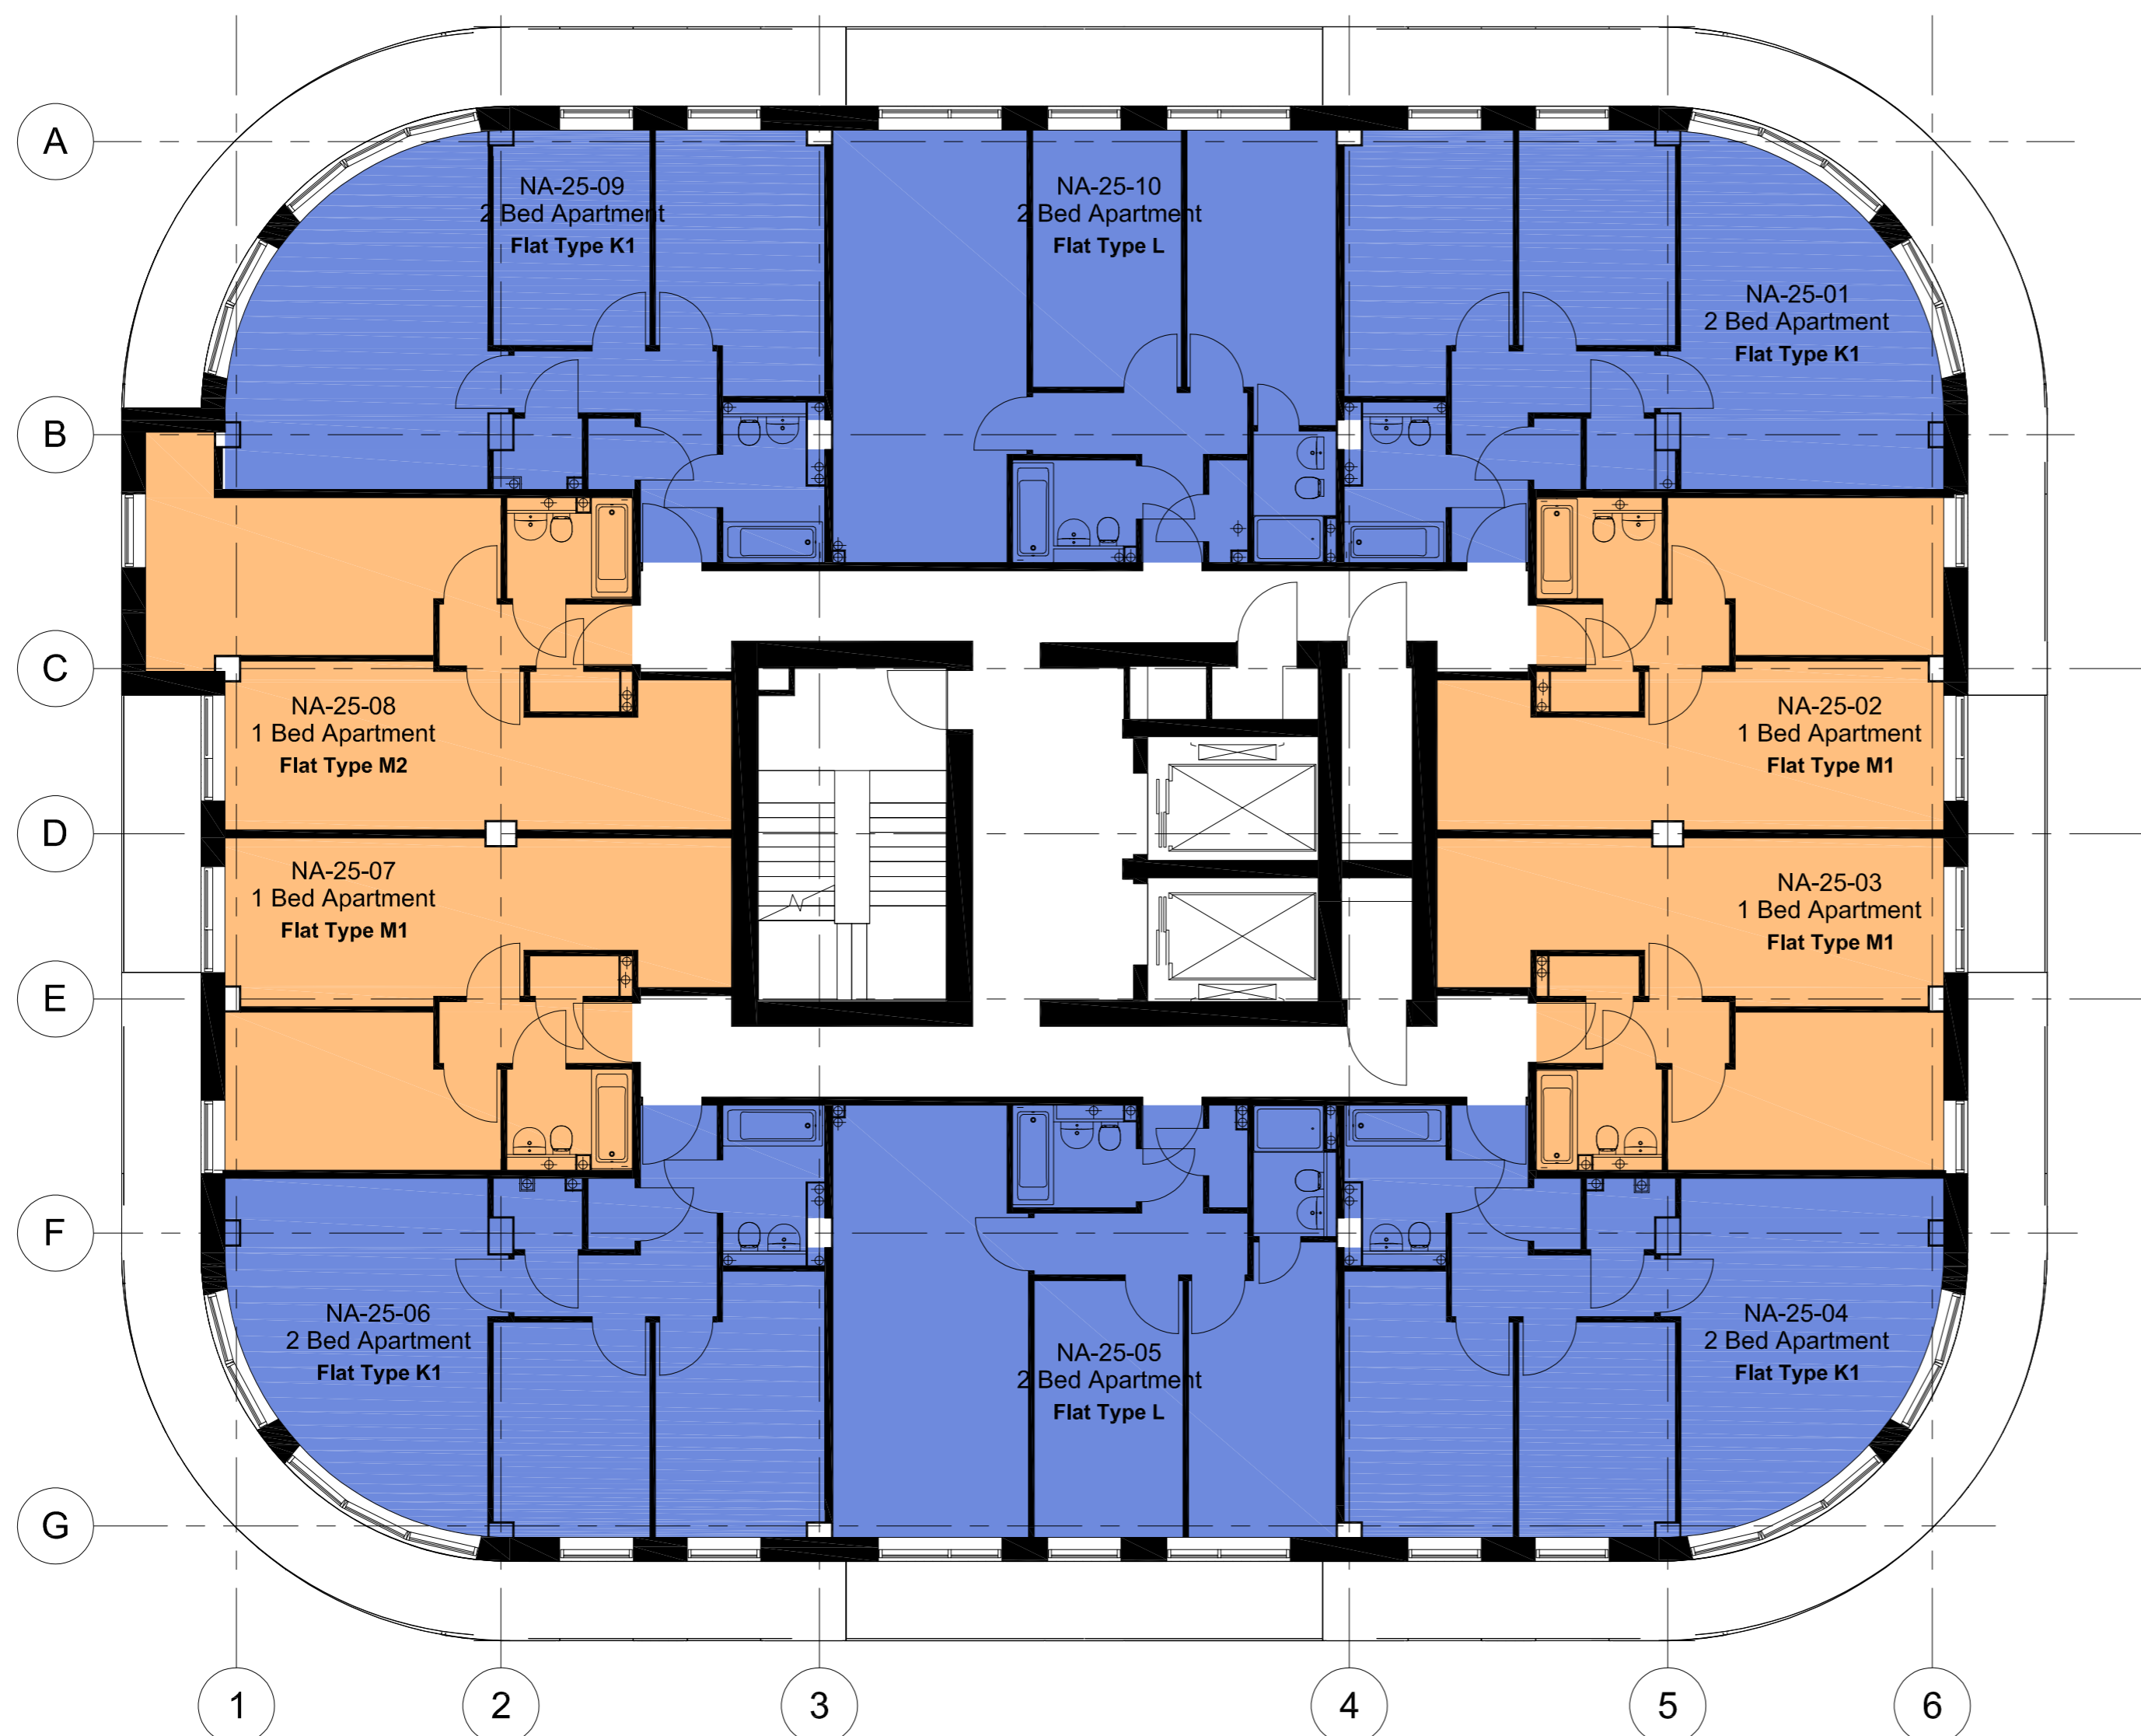 A
NA-25-09
2 Bed Apartment
Flat Type K1
NA-25-10
2 Bed Apartment
Flat Type L
NA-25-01
2 Bed Apartment
Flat Type K1
B
C
NA-25-08
1 Bed Apartment
Flat Type M2
NA-25-02
1 Bed Apartment
Flat Type M1
D
NA-25-07
1 Bed Apartment
Flat Type M1
NA-25-03
1 Bed Apartment
Flat Type M1
E
F
NA-25-06
2 Bed Apartment
Flat Type K1
NA-25-05
2 Bed Apartment
Flat Type L
NA-25-04
2 Bed Apartment
Flat Type K1
G
1
2
3
4
5
6